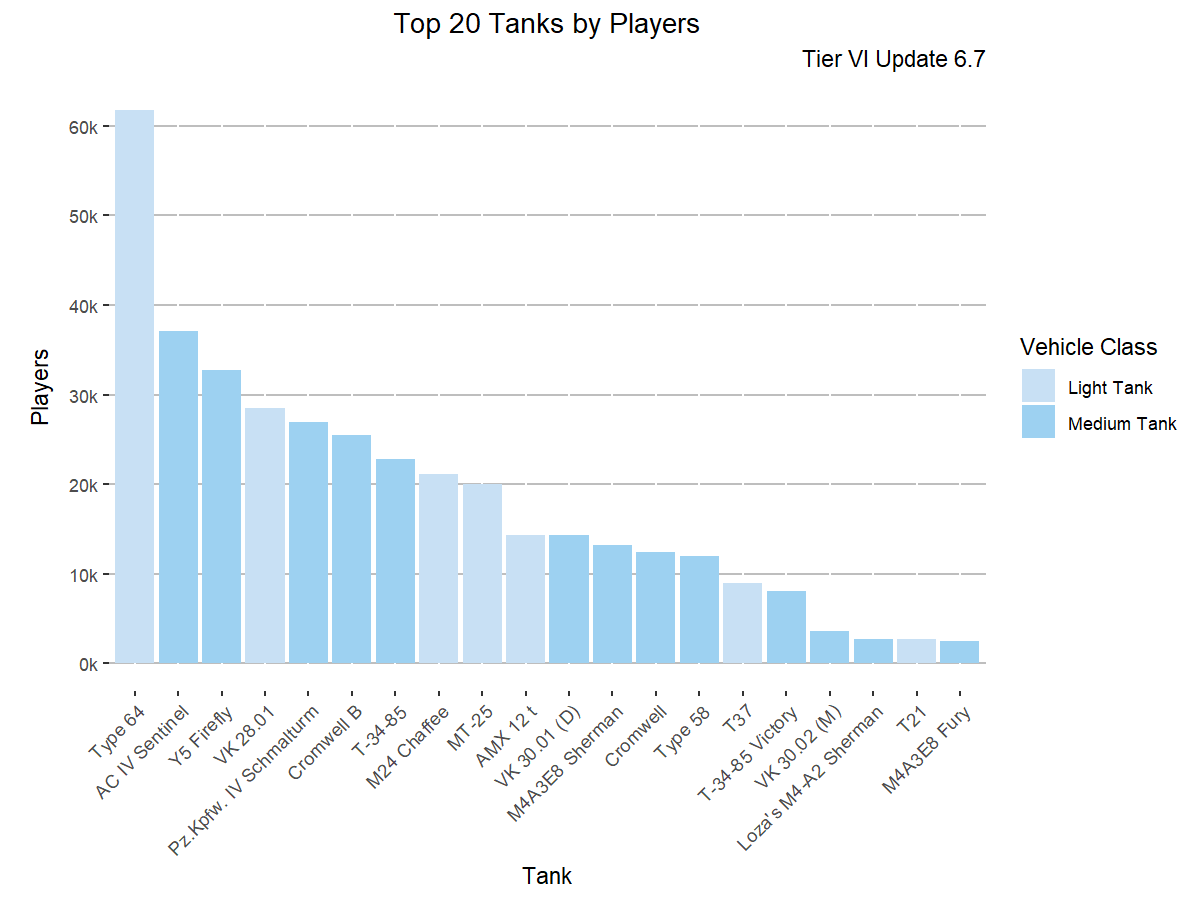 Top 20 Tanks by Players
Tier VI Update 6.7
60k
50k
40k
30k
20k
10k
0k
Players
Type 64
AC IV Sentinel
Y5 Firefly
VK 28.01
Pz.Kpfw. IV Schmalturm
Cromwell B
T-34-85
M24 Chaffee
MT-25
AMX 12 t
VK 30.01 (D)
M4A3E8 Sherman
Cromwell
Type 58
T37
T-34-85 Victory
VK 30.02 (M)
Loza's M4-A2 Sherman
T21
M4A3E8 Fury
Tank
Vehicle Class
Light Tank
Medium Tank